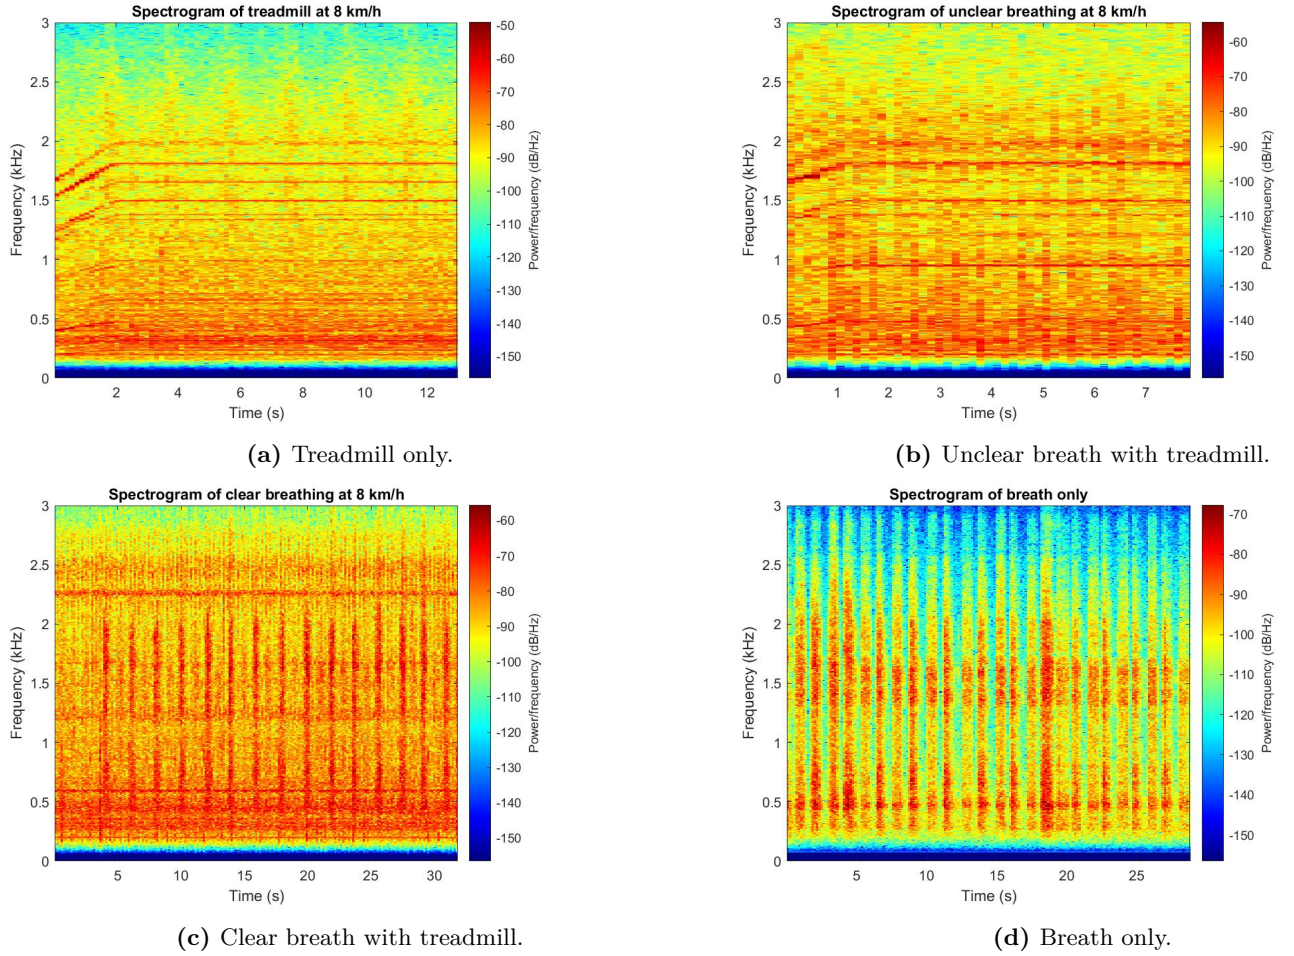 Spectrogram of treadmill at 8 km/h
3
2.5
2
1.5
1
0.5
0
Frequency (kHz)
2 4 6 8 10 12
Time (s)
-50
-60
-70
-80
-90
-100
-110
-120
-130
-140
-150
Power/frequency (dB/Hz)
(a) Treadmill only.
Spectrogram of unclear breathing at 8 km/h
3
2.5
2
1.5
1
0.5
0
Frequency (kHz)
1 2 3 4 5 6 7
Time (s)
-60
-70
-80
-90
-100
-110
-120
-130
-140
-150
Power/frequency (dB/Hz)
(b) Unclear breath with treadmill.
Spectrogram of clear breathing at 8 km/h
3
2.5
2
1.5
1
0.5
0
Frequency (kHz)
5 10 15 20 25 30
Time (s)
-60
-70
-80
-90
-100
-110
-120
-130
-140
-150
Power/frequency (dB/Hz)
(c) Clear breath with treadmill.
Spectrogram of breath only
3
2.5
2
1.5
1
0.5
0
Frequency (kHz)
5 10 15 20 25
Time (s)
-70
-80
-90
-100
-110
-120
-130
-140
-150
Power/frequency (dB/Hz)
(d) Breath only.